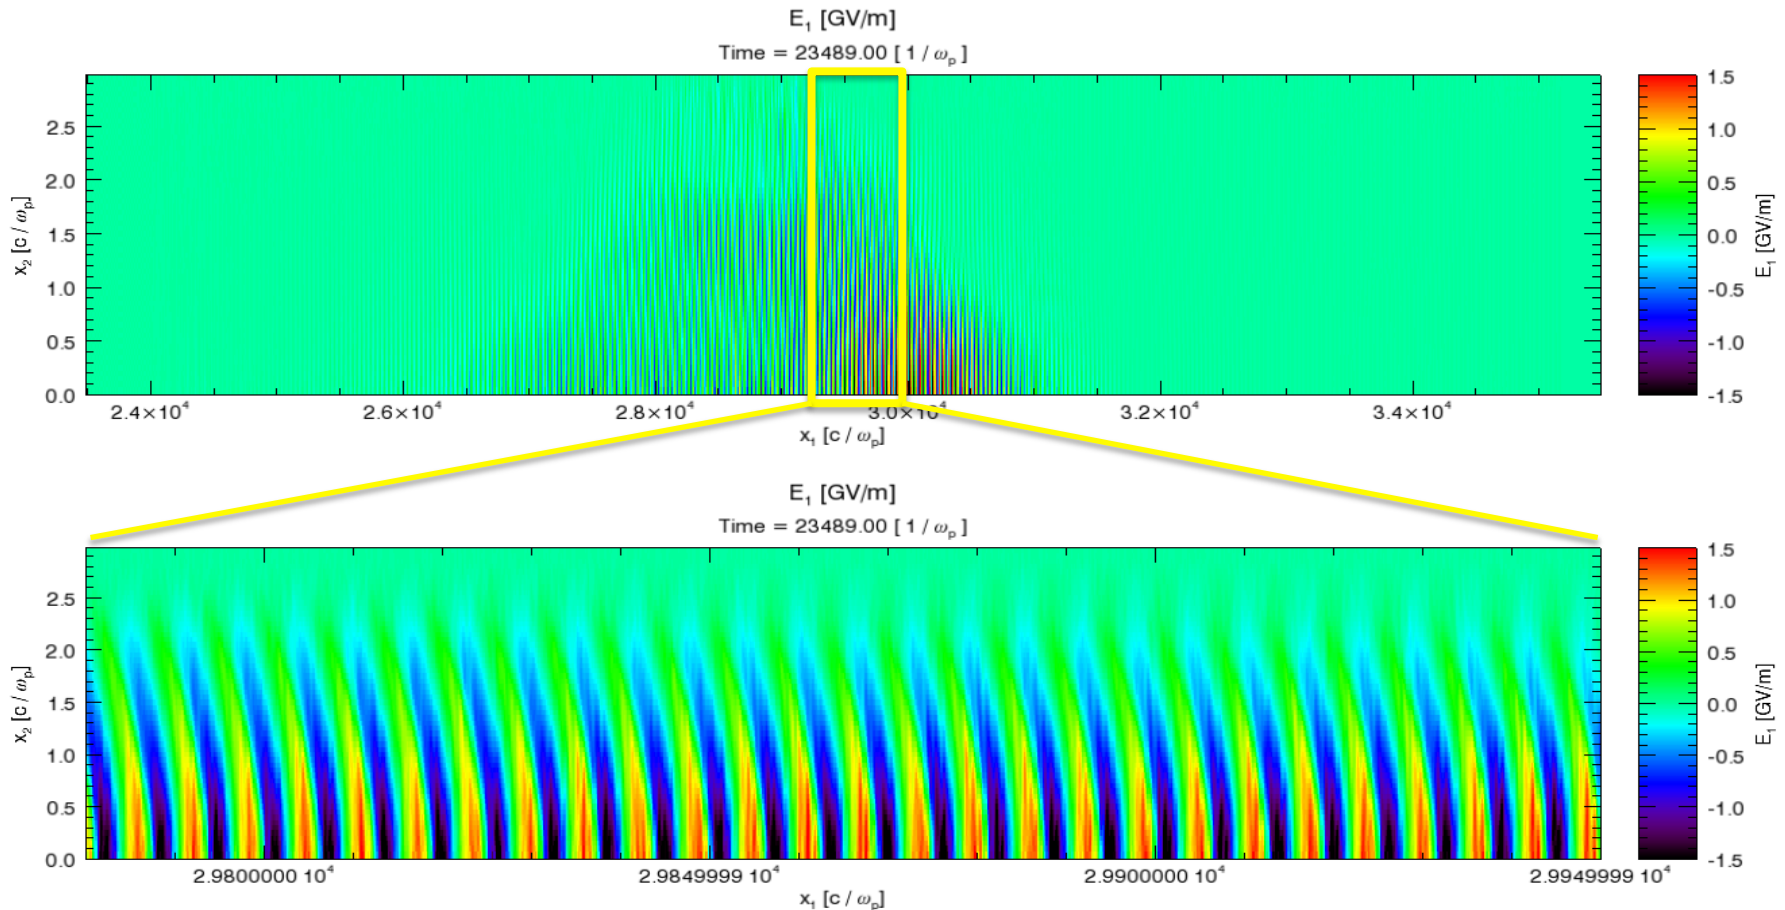 E₁ [GV/m]
Time = 23489.00 [ 1 / ωₚ ]
x₂ [c / ωₚ]
2.5
2.0
1.5
1.0
0.5
0.0
2.4×10⁴ 2.6×10⁴ 2.8×10⁴ 3.0×10 3.2×10⁴ 3.4×10⁴
x₁ [c / ωₚ]
1.5
1.0
0.5
0.0
-0.5
-1.0
-1.5
E₁ [GV/m]
E₁ [GV/m]
Time = 23489.00 [ 1 / ωₚ ]
x₂ [c / ωₚ]
2.5
2.0
1.5
1.0
0.5
0.0
2.9800000 10⁴ 2.9849999 10⁴ 2.9900000 10⁴ 2.9949999 10⁴
x₁ [c / ωₚ]
1.5
1.0
0.5
0.0
-0.5
-1.0
-1.5
E₁ [GV/m]